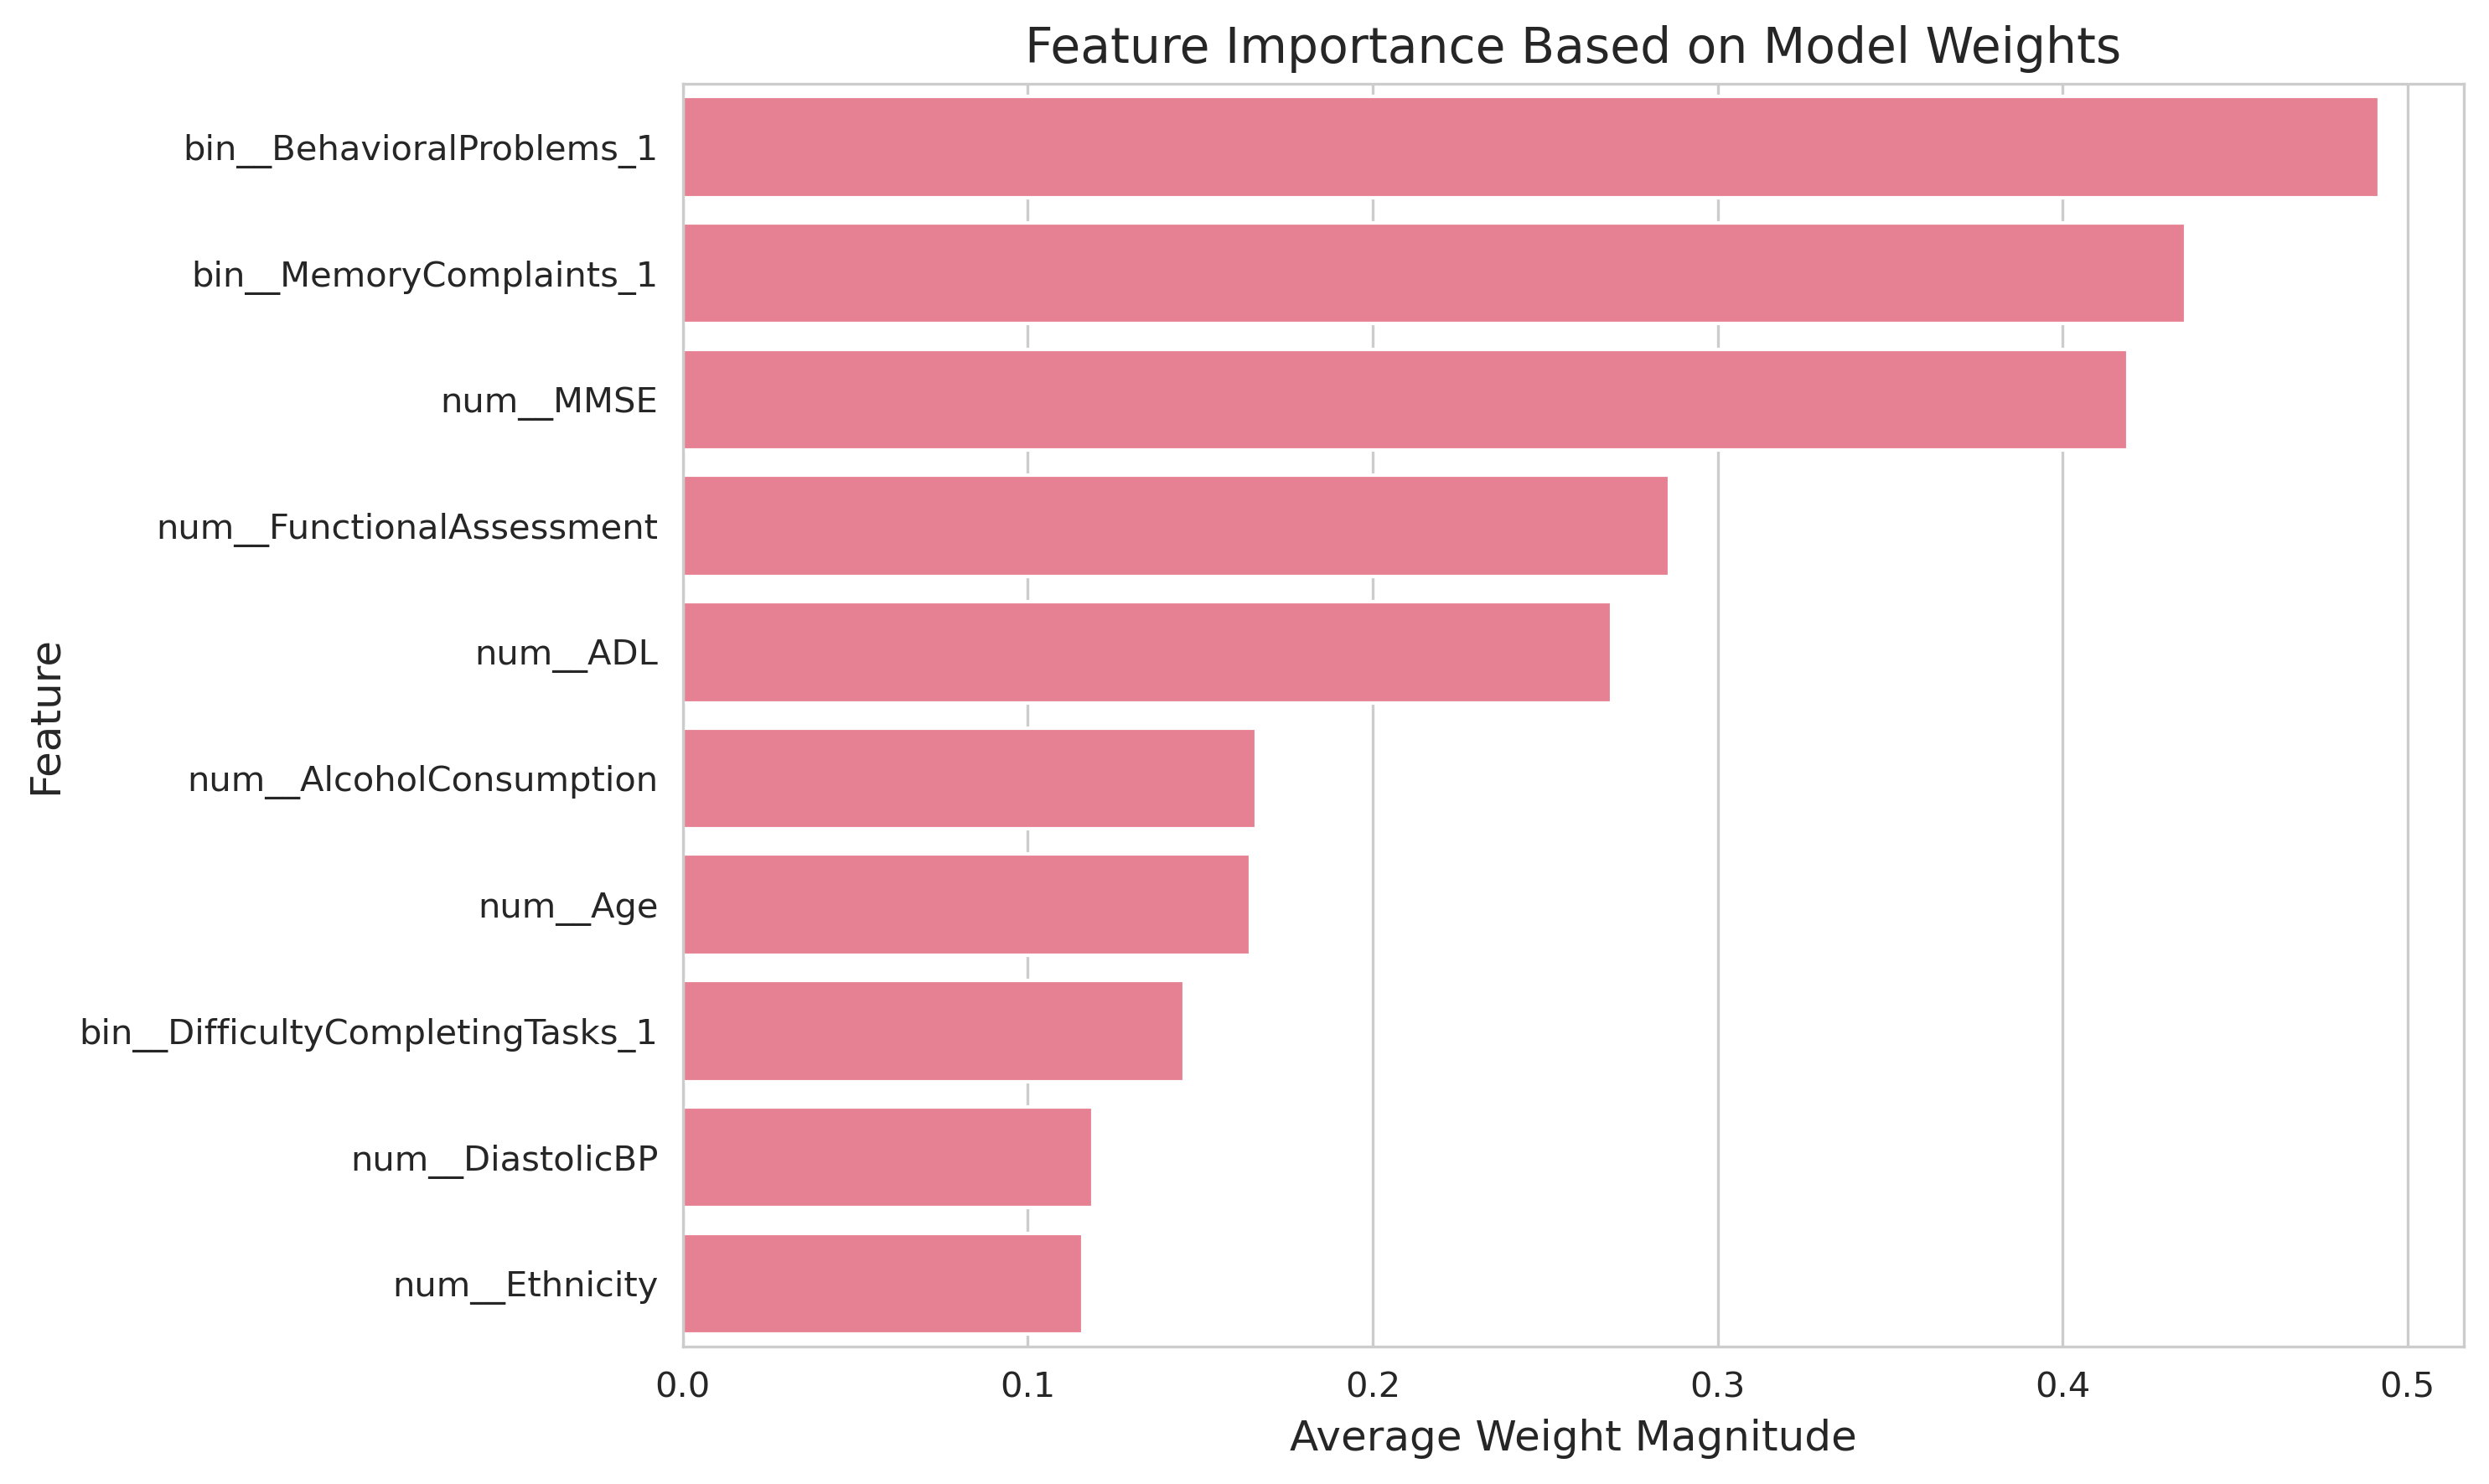 Feature Importance Based on Model Weights
bin__BehavioralProblems_1
bin__MemoryComplaints_1
num__MMSE
num__FunctionalAssessment
num__ADL
num__AlcoholConsumption
num__Age
bin__DifficultyCompletingTasks_1
num__DiastolicBP
num__Ethnicity
Feature
0.0 0.1 0.2 0.3 0.4 0.5
Average Weight Magnitude